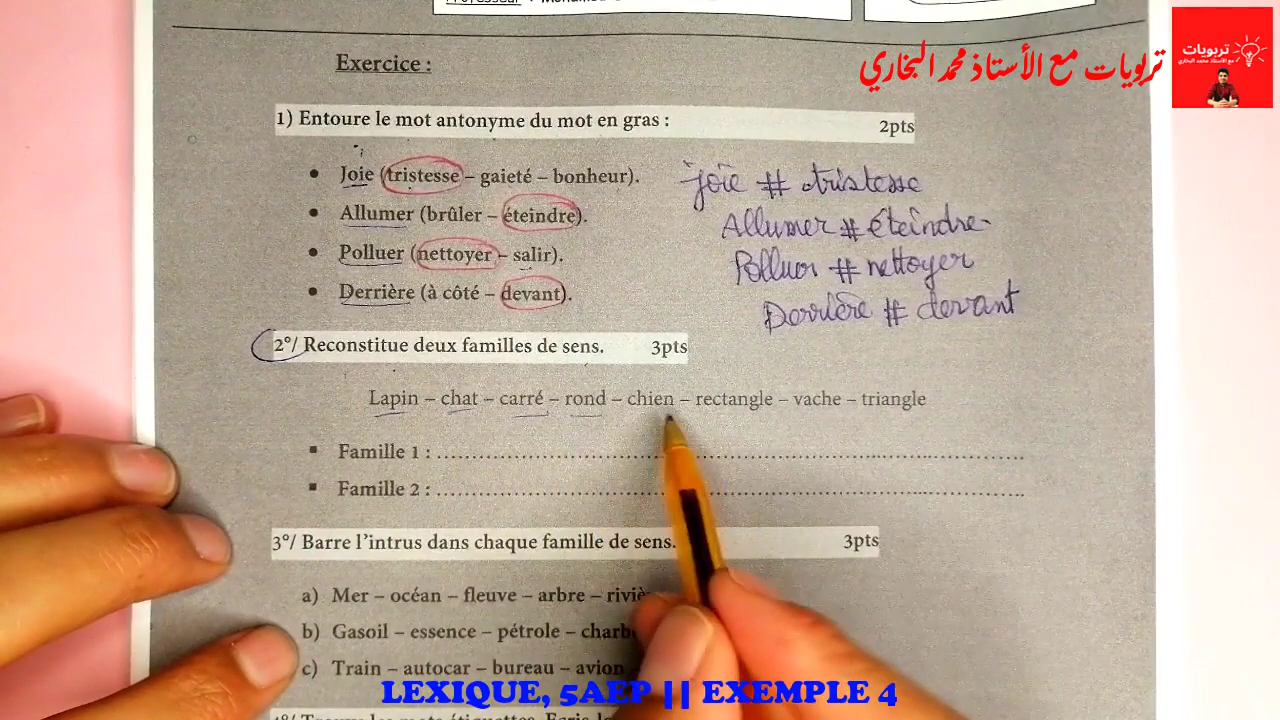 Exercice :
تربويات مع الأستاذ محمد البخاري
تربويات
مع الأستاذ محمد البخاري
1) Entoure le mot antonyme du mot en gras : 2pts
• Joie (tristesse – gaieté – bonheur).
joie # tristesse
• Allumer (brûler – éteindre).
Allumer # éteindre
• Polluer (nettoyer – salir).
Polluer # nettoyer
• Derrière (à côté – devant).
Derrière # devant
2°/ Reconstitue deux familles de sens. 3pts
Lapin – chat – carré – rond – chien – rectangle – vache – triangle
▪ Famille 1 :
▪ Famille 2 :
3°/ Barre l’intrus dans chaque famille de sens. 3pts
a) Mer – océan – fleuve – arbre –
b) Gasoil – essence – pétrole –
c) Train – autocar – bureau – avion
LEXIQUE, 5AEP || EXEMPLE 4